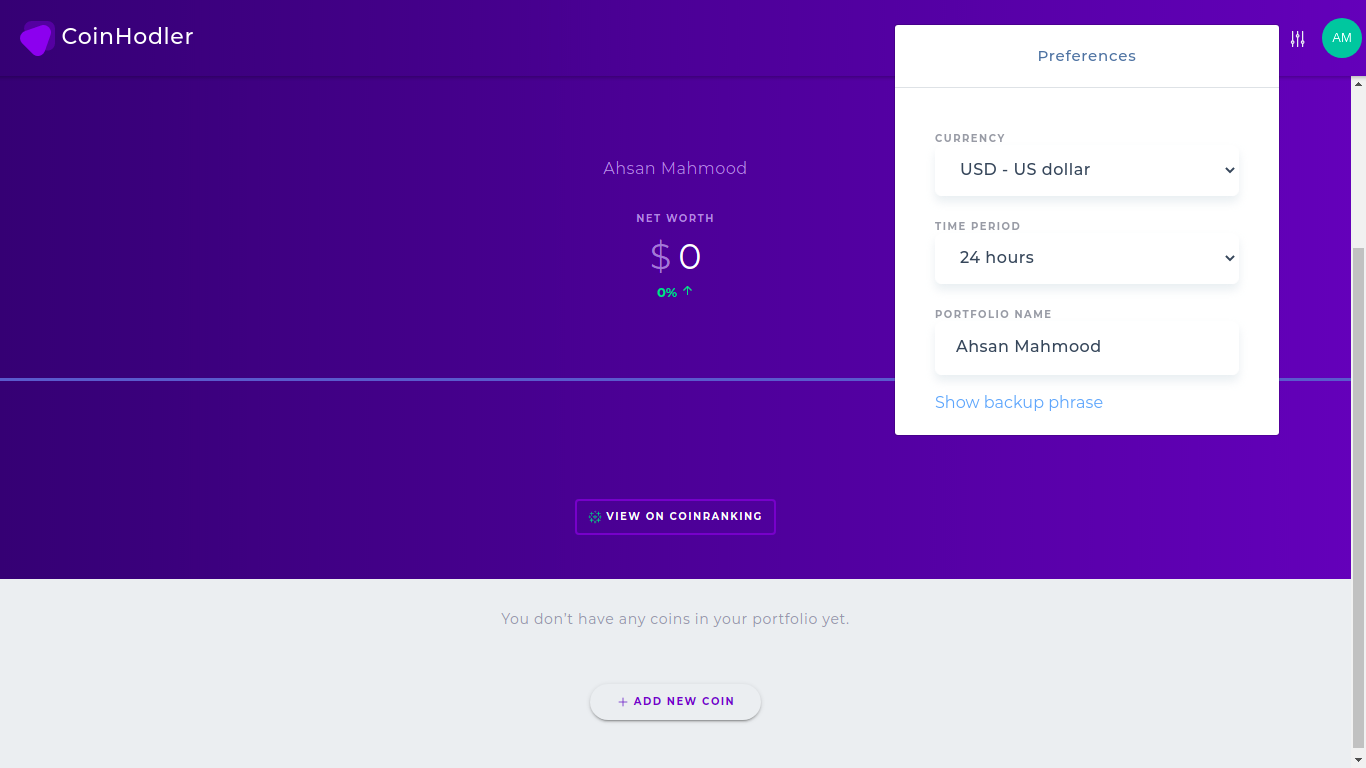 CoinHodler
AM
Preferences
CURRENCY
USD - US dollar
TIME PERIOD
24 hours
PORTFOLIO NAME
Ahsan Mahmood
Show backup phrase
Ahsan Mahmood
NET WORTH
$ 0
0% ↑
VIEW ON COINRANKING
You don't have any coins in your portfolio yet.
+ ADD NEW COIN